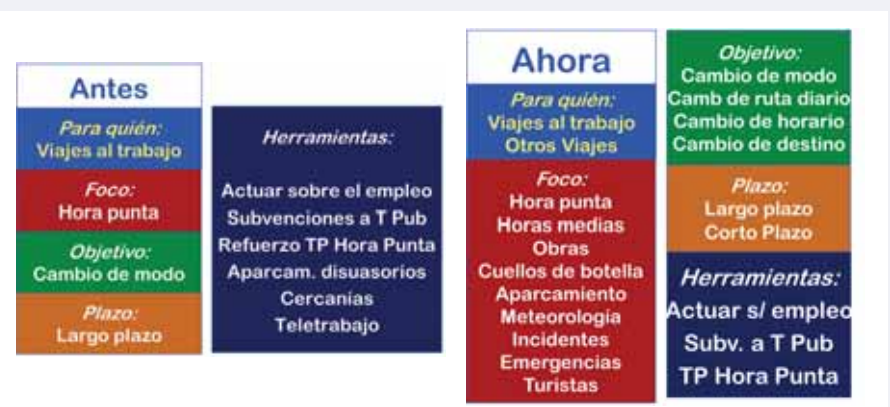 Antes
Para quién:
Viajes al trabajo
Foco:
Hora punta
Objetivo:
Cambio de modo
Plazo:
Largo plazo
Herramientas:
Actuar sobre el empleo
Subvenciones a T Pub
Refuerzo TP Hora Punta
Aparcam. disuasorios
Cercanías
Teletrabajo
Ahora
Para quién:
Viajes al trabajo
Otros Viajes
Foco:
Hora punta
Horas medias
Obras
Cuellos de botella
Aparcamiento
Meteorología
Incidentes
Emergencias
Turistas
Objetivo:
Cambio de modo
Camb de ruta diario
Cambio de horario
Cambio de destino
Plazo:
Largo plazo
Corto Plazo
Herramientas:
Actuar s/ empleo
Subv. a T Pub
TP Hora Punta